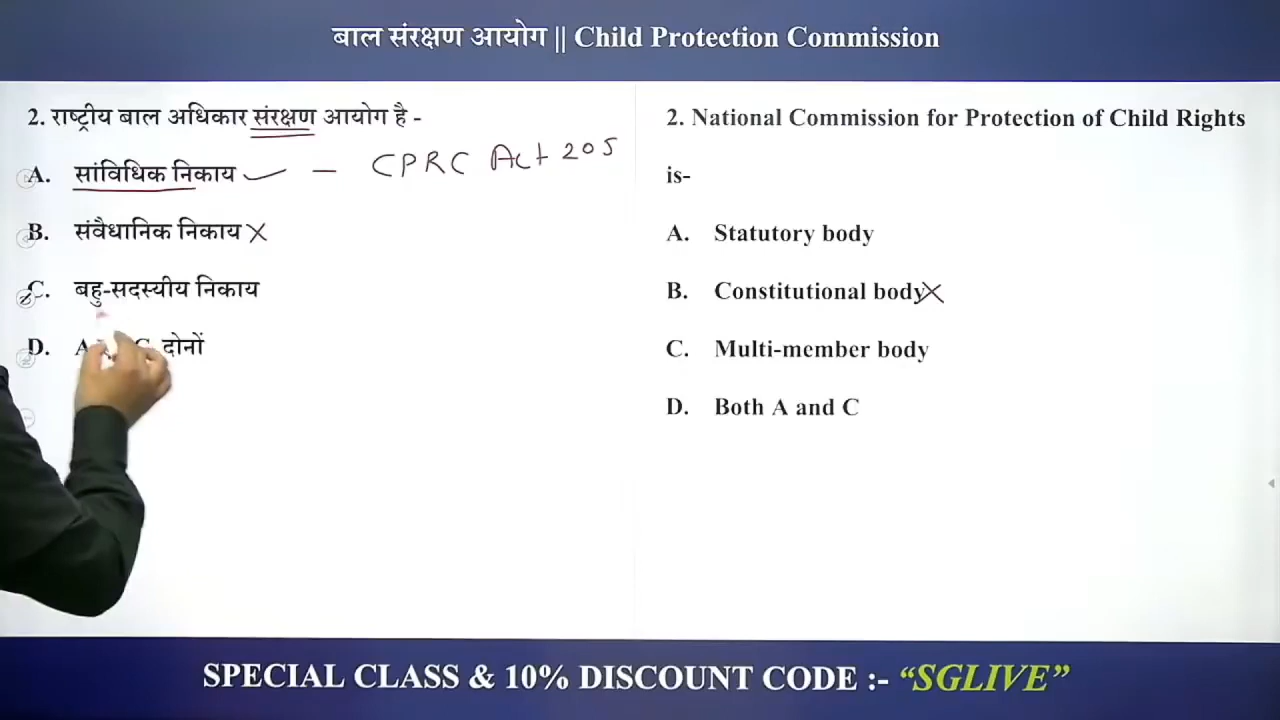 बाल संरक्षण आयोग || Child Protection Commission
2. राष्ट्रीय बाल अधिकार संरक्षण आयोग है -
A. सांविधिक निकाय - CPRC Act 205
B. संवैधानिक निकाय
C. बहु-सदस्यीय निकाय
D. A C दोनों
2. National Commission for Protection of Child Rights
is-
A. Statutory body
B. Constitutional body
C. Multi-member body
D. Both A and C
SPECIAL CLASS & 10% DISCOUNT CODE :- “SGLIVE”